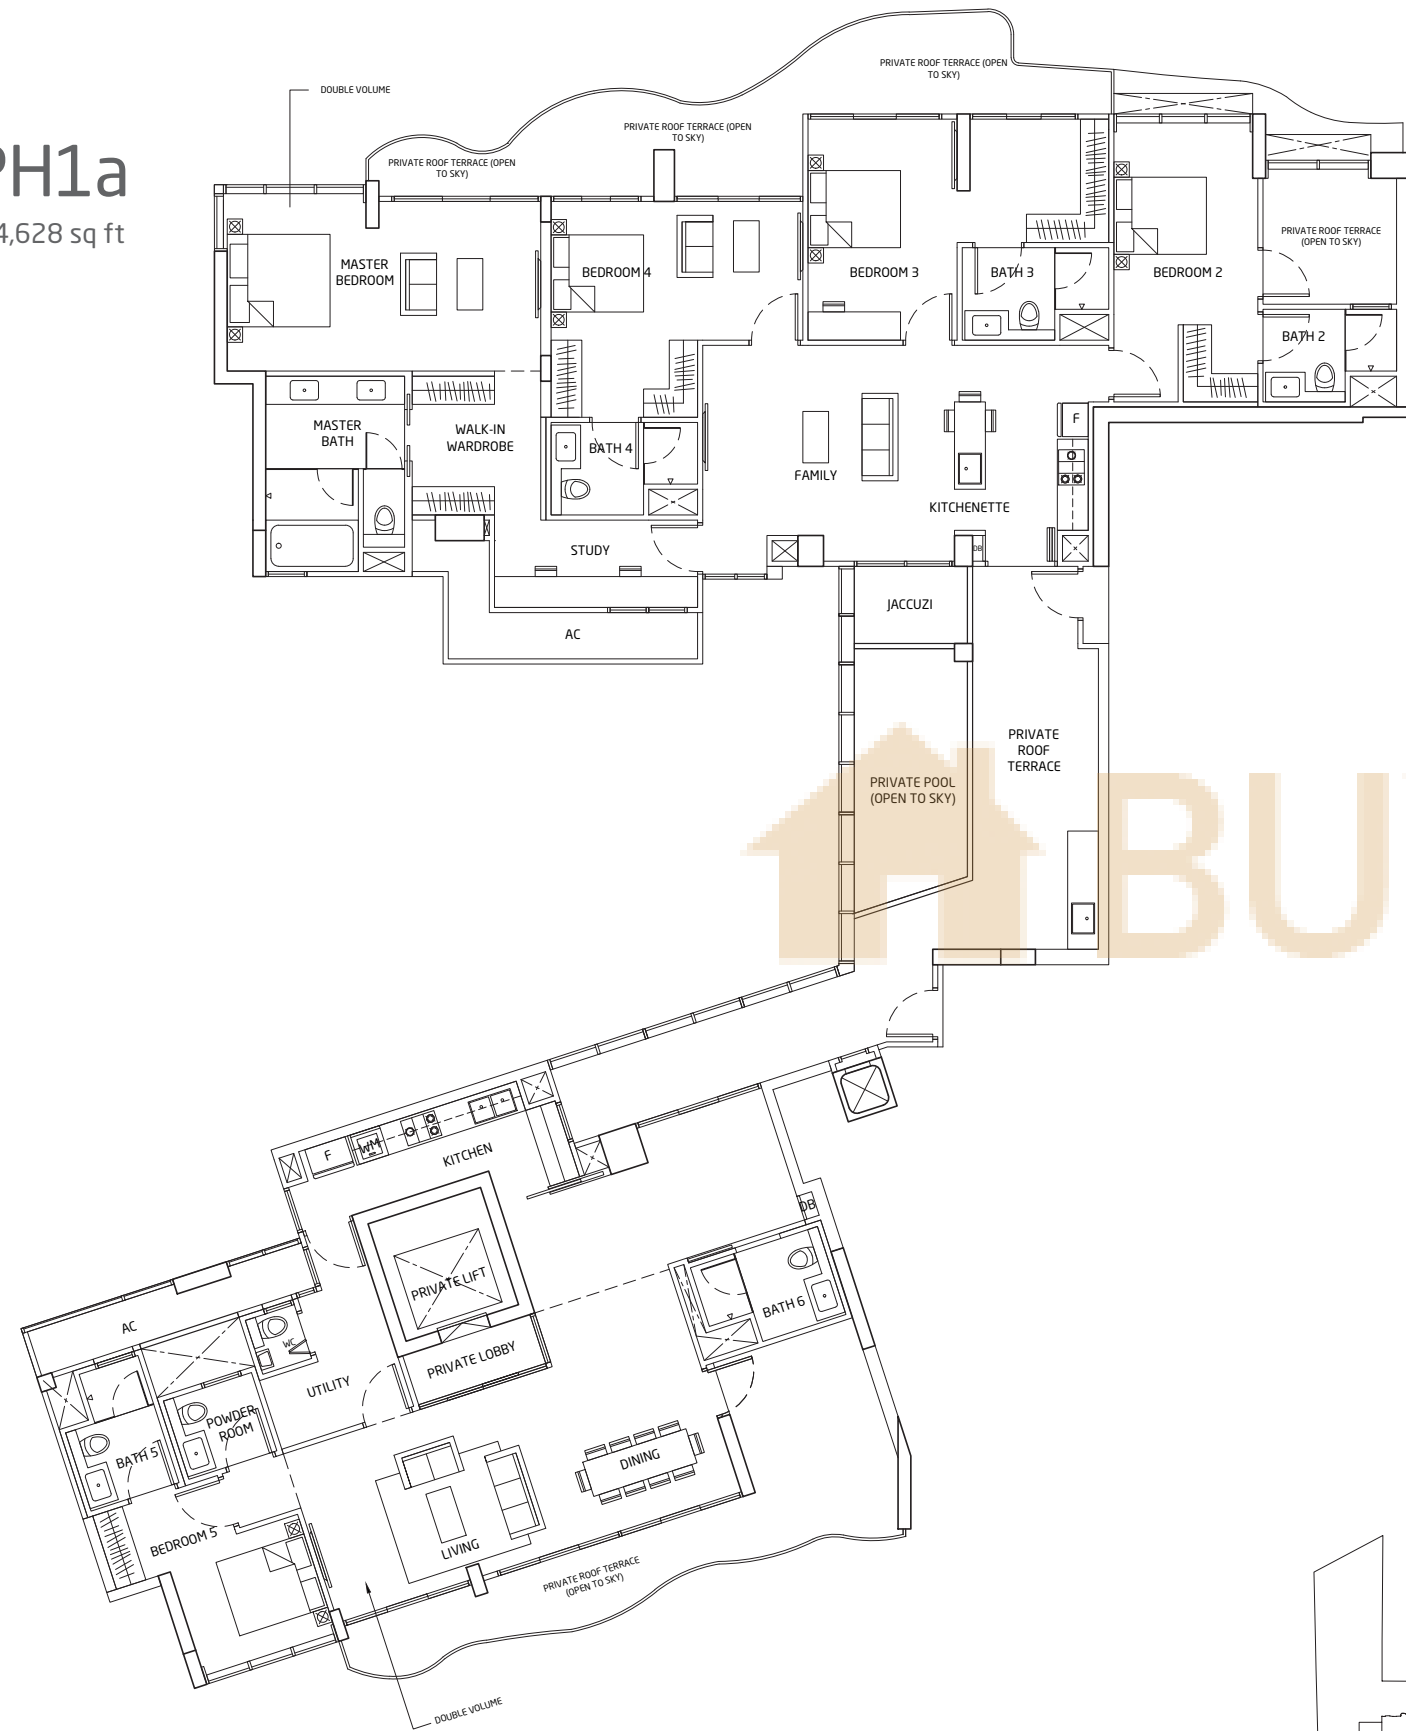 PH1a
4,628 sq ft
DOUBLE VOLUME
PRIVATE ROOF TERRACE (OPEN
TO SKY)
PRIVATE ROOF TERRACE (OPEN
TO SKY)
PRIVATE ROOF TERRACE (OPEN
TO SKY)
PRIVATE ROOF TERRACE
(OPEN TO SKY)
MASTER
BEDROOM
BEDROOM 4
BEDROOM 3
BATH 3
BEDROOM 2
BATH 2
MASTER
BATH
WALK-IN
WARDROBE
BATH 4
FAMILY
F
KITCHENETTE
STUDY
DB
AC
JACCUZI
PRIVATE
ROOF
TERRACE
PRIVATE POOL
(OPEN TO SKY)
BU
F
WM
KITCHEN
DB
PRIVATE LIFT
BATH 6
AC
WC
PRIVATE LOBBY
UTILITY
POWDER
ROOM
BATH 5
DINING
BEDROOM 5
LIVING
PRIVATE ROOF TERRACE
(OPEN TO SKY)
DOUBLE VOLUME